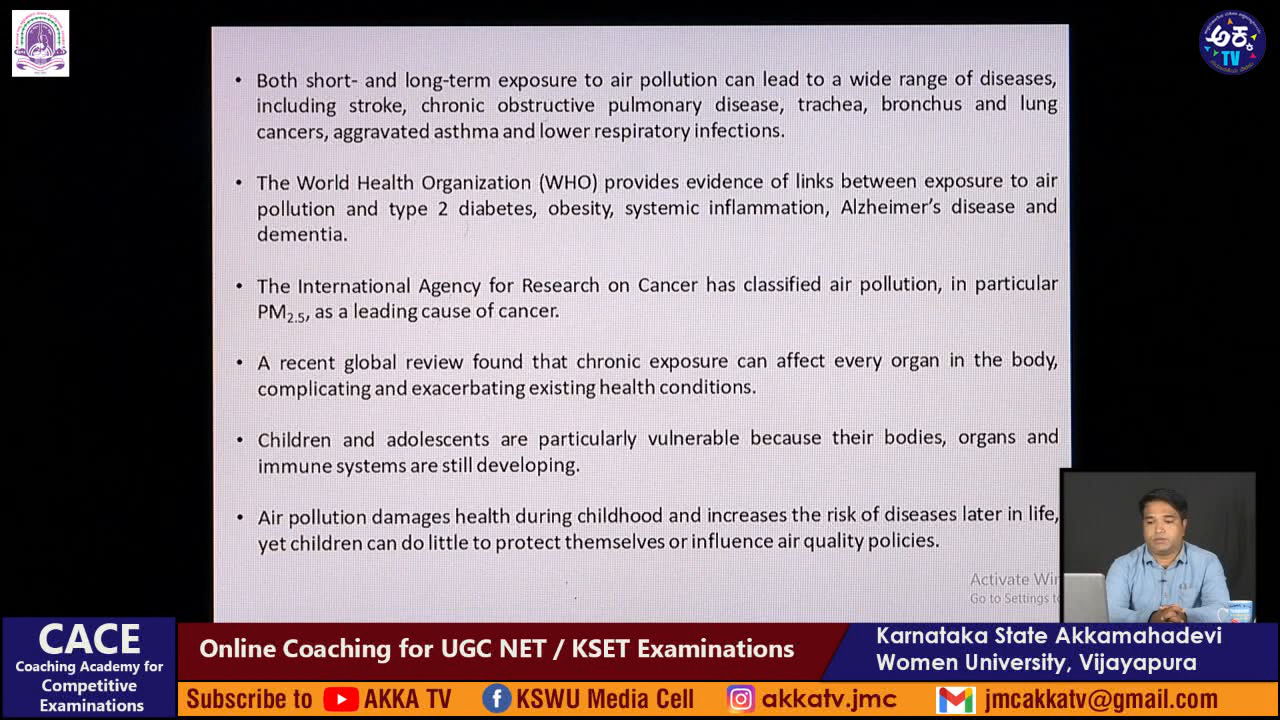 ಅಕ್ಕ
TV
• Both short- and long-term exposure to air pollution can lead to a wide range of diseases,
including stroke, chronic obstructive pulmonary disease, trachea, bronchus and lung
cancers, aggravated asthma and lower respiratory infections.
• The World Health Organization (WHO) provides evidence of links between exposure to air
pollution and type 2 diabetes, obesity, systemic inflammation, Alzheimer’s disease and
dementia.
• The International Agency for Research on Cancer has classified air pollution, in particular
PM2.5, as a leading cause of cancer.
• A recent global review found that chronic exposure can affect every organ in the body,
complicating and exacerbating existing health conditions.
• Children and adolescents are particularly vulnerable because their bodies, organs and
immune systems are still developing.
• Air pollution damages health during childhood and increases the risk of diseases later in life,
yet children can do little to protect themselves or influence air quality policies.
Activate Win
Go to Settings t
CACE
Coaching Academy for
Competitive
Examinations
Online Coaching for UGC NET / KSET Examinations
Karnataka State Akkamahadevi
Women University, Vijayapura
Subscribe to AKKA TV KSWU Media Cell akkatv.jmc jmcakkatv@gmail.com